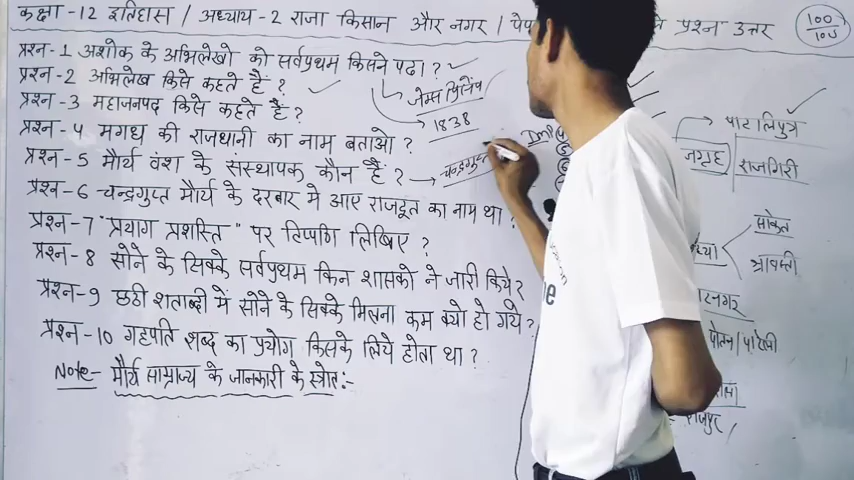 कक्षा-12 इतिहास / अध्याय-2 राजा किसान और नगर / प्रश्न उत्तर
100/100
प्रश्न-1 अशोक के अभिलेखो को सर्वप्रथम किसने पढा ?
जेम्स प्रिंसेप
1838
प्रश्न-2 अभिलेख किसे कहते हैं ?
प्रश्न-3 महाजनपद किसे कहते हैं ?
प्रश्न-4 मगध की राजधानी का नाम बताओ ?
प्रश्न-5 मौर्य वंश के संस्थापक कौन हैं ? → चन्द्रगुप्त
प्रश्न-6 चन्द्रगुप्त मौर्य के दरबार मे आए राजदूत का नाम था ?
प्रश्न-7 "प्रयाग प्रशस्ति" पर टिप्पणि लिखिए ?
प्रश्न-8 सोने के सिक्के सर्वप्रथम किन शासको ने जारी किये ?
प्रश्न-9 छठी शताब्दी में सोने के सिक्के मिलना कम क्यो हो गये ?
प्रश्न-10 गृहपति शब्द का प्रयोग किसके लिये होता था ?
Note- मौर्य साम्राज्य के जानकारी के स्त्रोत:-
पाटलिपुत्र
राजगिरी
साकेत
श्रावस्ती